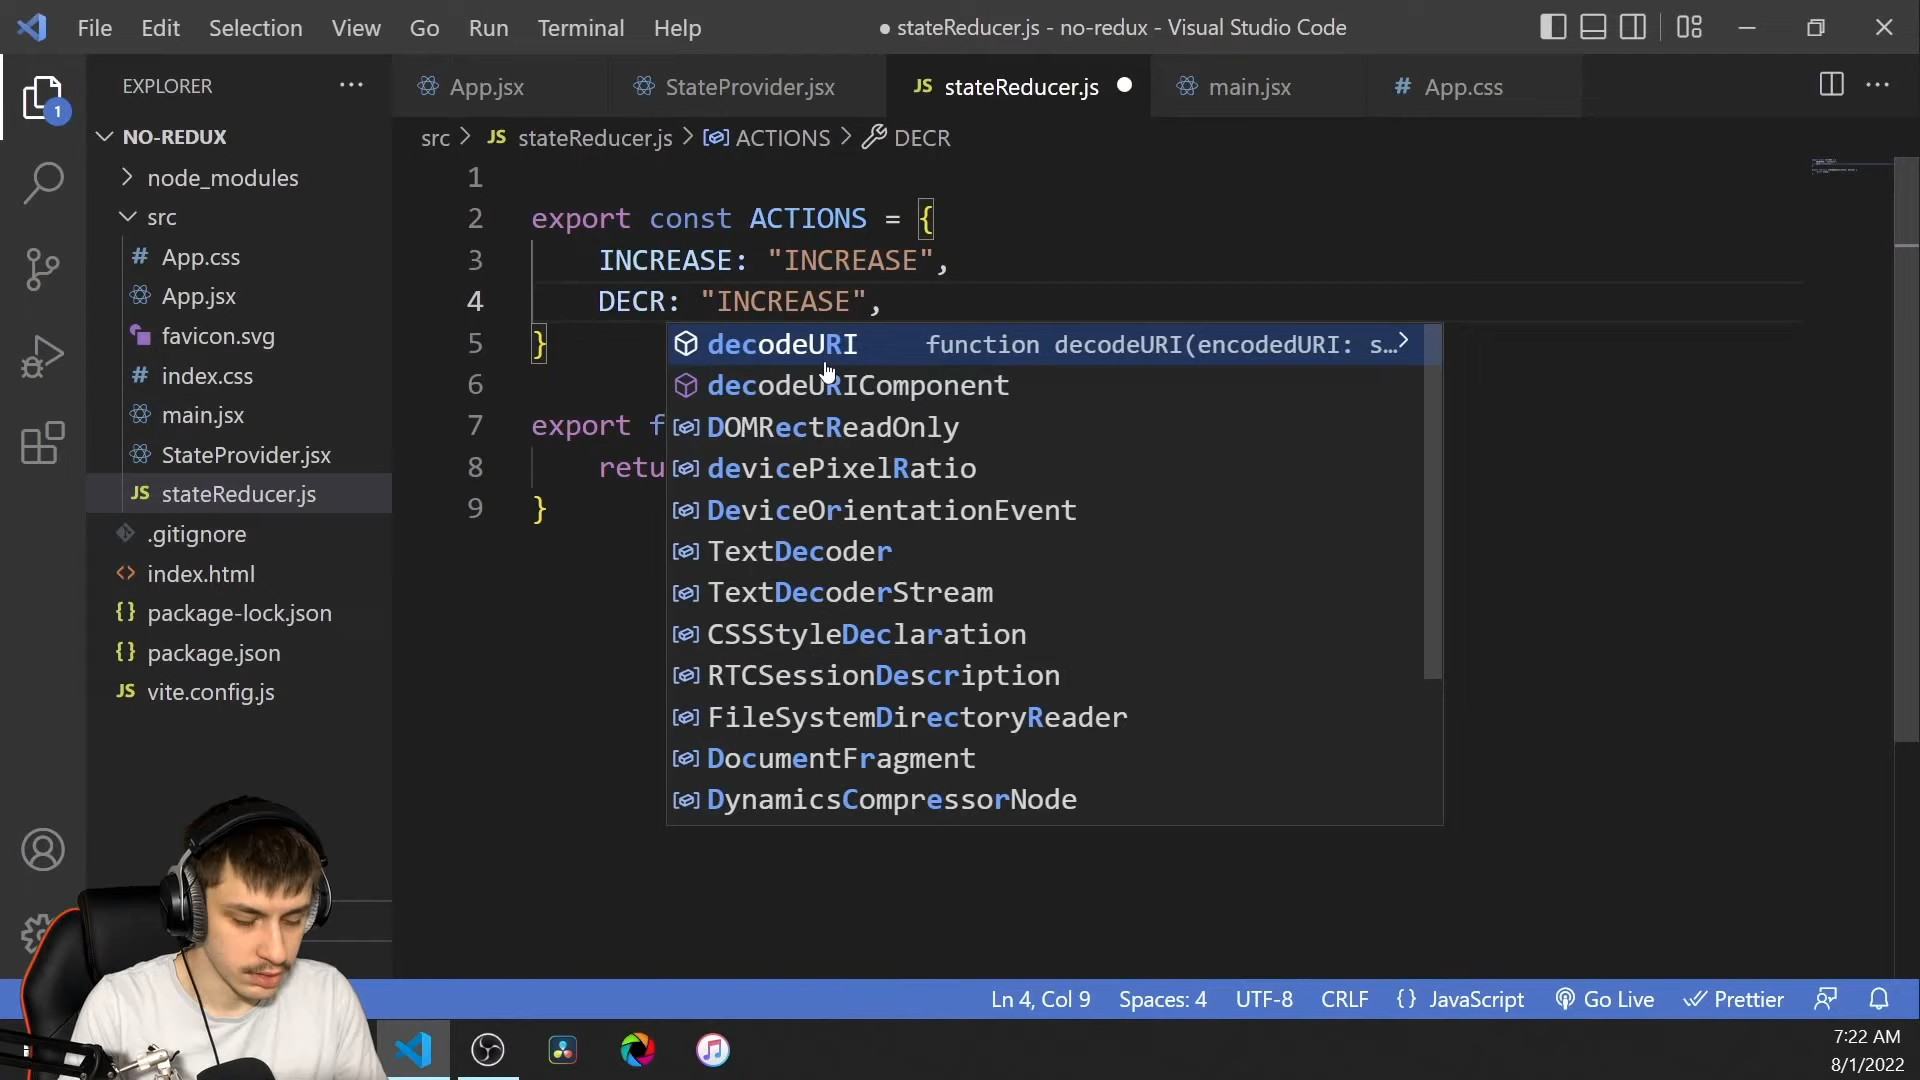 File Edit Selection View Go Run Terminal Help
● stateReducer.js - no-redux - Visual Studio Code
EXPLORER
App.jsx
StateProvider.jsx
JS stateReducer.js
main.jsx
# App.css
1
src > JS stateReducer.js > ACTIONS > DECR
NO-REDUX
node_modules
src
# App.css
App.jsx
favicon.svg
# index.css
main.jsx
StateProvider.jsx
JS stateReducer.js
.gitignore
<> index.html
{} package-lock.json
{} package.json
JS vite.config.js
1
2 export const ACTIONS = {
3 INCREASE: "INCREASE",
4 DECR: "INCREASE",
5 }
6
7 export f
8 retu
9 }
decodeURI function decodeURI(encodedURI: s...>
decodeURIComponent
DOMRectReadOnly
devicePixelRatio
DeviceOrientationEvent
TextDecoder
TextDecoderStream
CSSStyleDeclaration
RTCSessionDescription
FileSystemDirectoryReader
DocumentFragment
DynamicsCompressorNode
Ln 4, Col 9 Spaces: 4 UTF-8 CRLF {} JavaScript Go Live Prettier
7:22 AM
8/1/2022